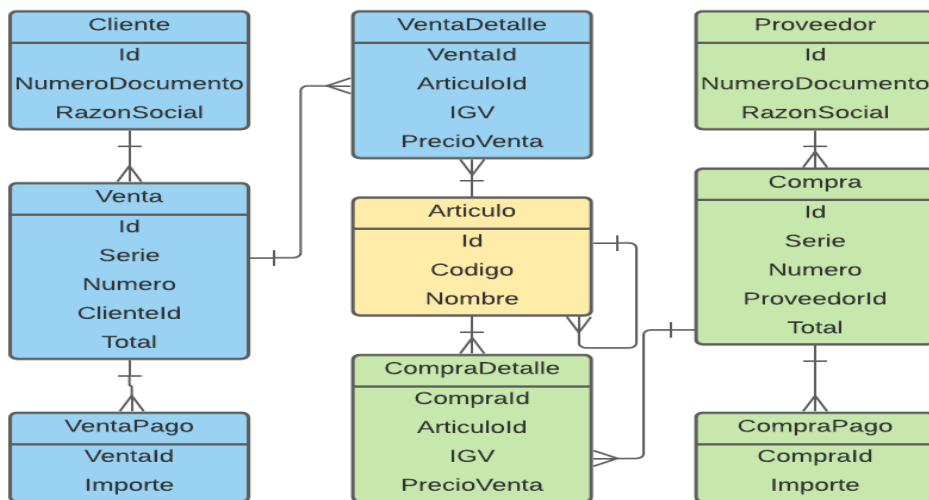 Cliente
Id
NumeroDocumento
RazonSocial
Venta
Id
Serie
Numero
ClienteId
Total
VentaPago
VentaId
Importe
VentaDetalle
VentaId
ArticuloId
IGV
PrecioVenta
Articulo
Id
Codigo
Nombre
CompraDetalle
CompraId
ArticuloId
IGV
PrecioVenta
Proveedor
Id
NumeroDocumento
RazonSocial
Compra
Id
Serie
Numero
ProveedorId
Total
CompraPago
CompraId
Importe